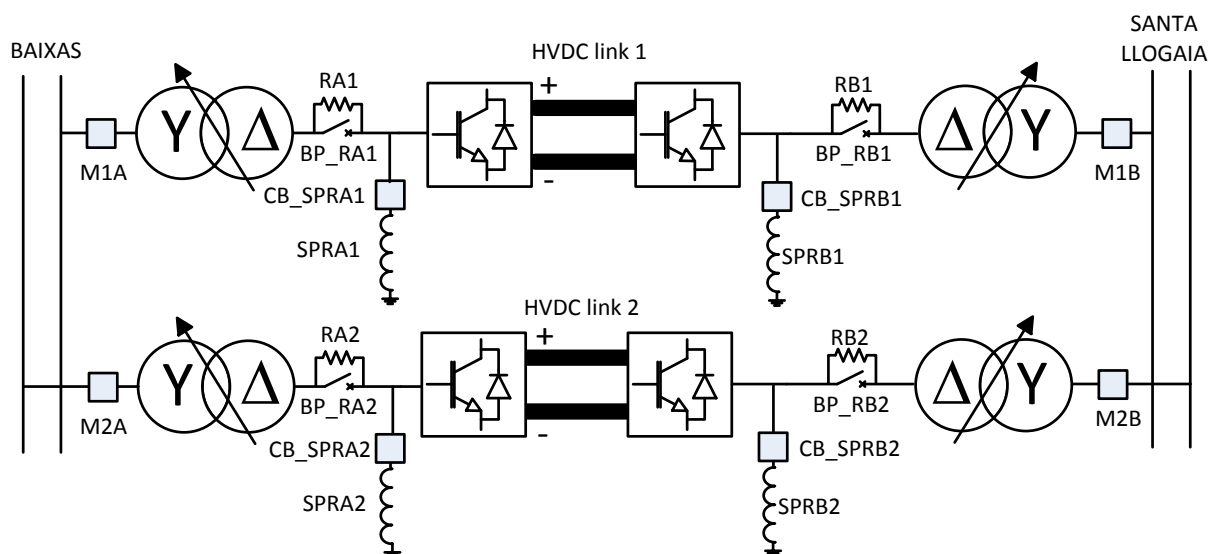 BAIXAS
HVDC link 1
SANTA
LLOGAIA
RA1
RB1
+
-
Y
Δ
Δ
Y
M1A
BP_RA1
BP_RB1
M1B
CB_SPRA1
CB_SPRB1
SPRA1
SPRB1
HVDC link 2
RA2
RB2
+
-
Y
Δ
Δ
Y
M2A
BP_RA2
BP_RB2
M2B
CB_SPRA2
CB_SPRB2
SPRA2
SPRB2